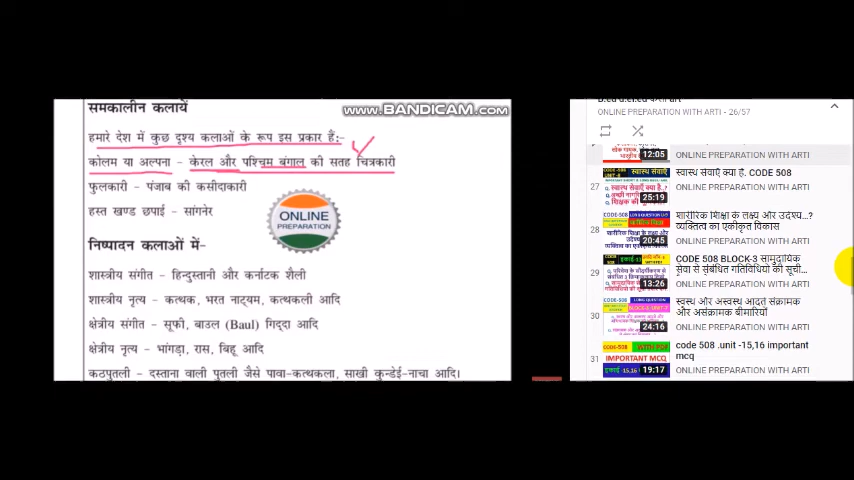 समकालीन कलायें
www.BANDICAM.com
हमारे देश में कुछ दृश्य कलाओं के रूप इस प्रकार हैं:-
कोलम या अल्पना - केरल और पश्चिम बंगाल की सतह चित्रकारी
फुलकारी - पंजाब की कसीदाकारी
हस्त खण्ड छपाई - सांगानेर
ONLINE
PREPARATION
निष्पादन कलाओं में-
शास्त्रीय संगीत - हिन्दुस्तानी और कर्नाटक शैली
शास्त्रीय नृत्य - कत्थक, भरत नाट्यम, कत्थकली आदि
क्षेत्रीय संगीत - सूफी, बाउल (Baul) गिद्दा आदि
क्षेत्रीय नृत्य - भांगड़ा, रास, बिहू आदि
कठपुतली - दस्ताना वाली पुतली जैसे पावा-कत्थकला, साखी कुन्डेई-नाचा आदि।
ONLINE PREPARATION WITH ARTI - 26/57
12:05
ONLINE PREPARATION WITH ARTI
27
25:19
स्वास्थ सेवाएँ क्या है. CODE 508
ONLINE PREPARATION WITH ARTI
28
20:45
शारीरिक शिक्षा के लक्ष्य और उदेश्य...?
व्यक्तित्व का एकीकृत विकास
ONLINE PREPARATION WITH ARTI
29
13:26
CODE 508 BLOCK-3 सामुदायिक
सेवा से संबंधित गतिविधियो की सूची...
ONLINE PREPARATION WITH ARTI
30
24:16
स्वस्थ और अस्वस्थ आदतें संक्रामक
और असंक्रामक बीमारियाँ
ONLINE PREPARATION WITH ARTI
31
IMPORTANT MCQ
19:17
code 508 .unit -15,16 important
mcq
ONLINE PREPARATION WITH ARTI